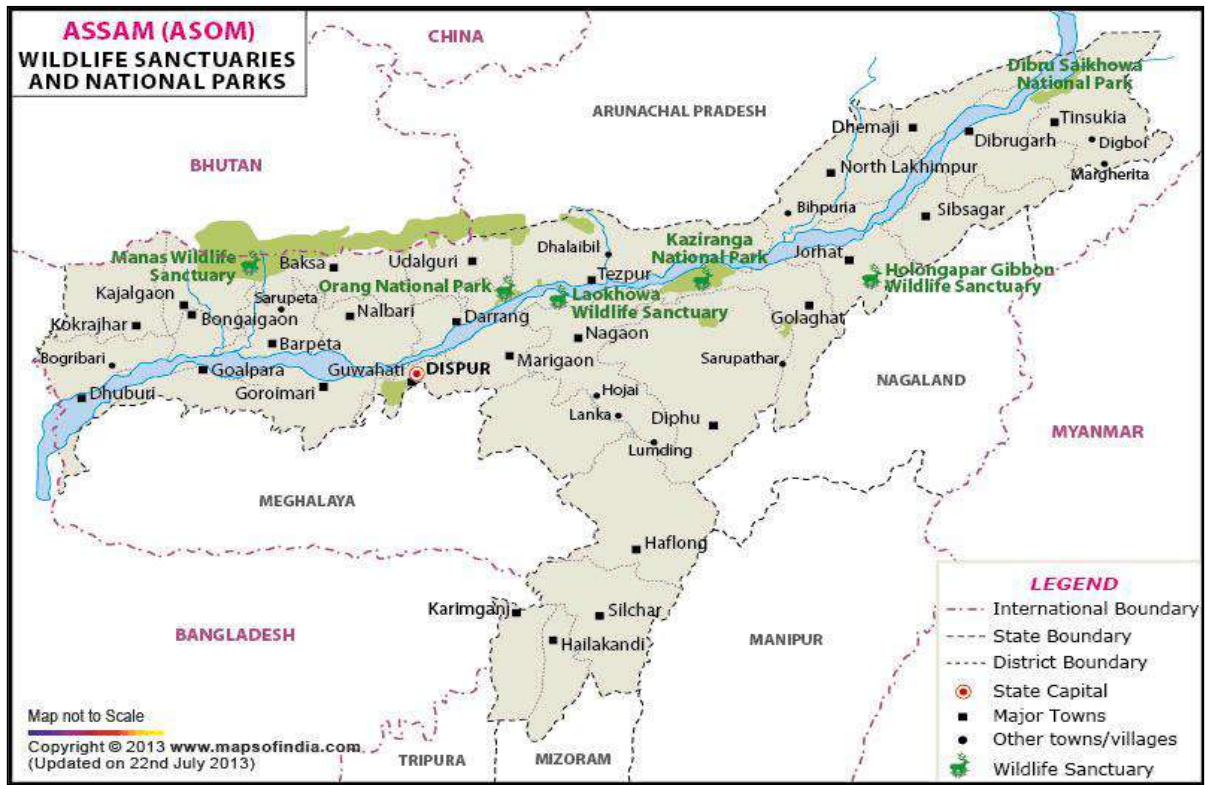 ASSAM (ASOM)
WILDLIFE SANCTUARIES
AND NATIONAL PARKS
CHINA
ARUNACHAL PRADESH
BHUTAN
Dibru Saikhowa
National Park
Dhemaji
Tinsukia
Dibrugarh
Digboi
North Lakhimpur
Margherita
Bihpuria
Sibsagar
Manas Wildlife
Sanctuary
Baksa
Udalguri
Dhalaibil
Kaziranga
National Park
Jorhat
Tezpur
Holongapar Gibbon
Wildlife Sanctuary
Orang National Park
Laokhowa
Wildlife Sanctuary
Kajalgaon
Sarupeta
Bongaigaon
Nalbari
Darrang
Golaghat
Kokrajhar
Barpeta
Nagaon
Bogribari
Goalpara
Guwahati
DISPUR
Marigaon
Sarupathar
Dhuburi
Goroimari
Hojai
Lanka
Diphu
Lumding
NAGALAND
MYANMAR
MEGHALAYA
Haflong
Karimganj
Silchar
Hailakandi
BANGLADESH
MANIPUR
TRIPURA
MIZORAM
LEGEND
International Boundary
State Boundary
District Boundary
State Capital
Major Towns
Other towns/villages
Wildlife Sanctuary
Map not to Scale
Copyright © 2013 www.mapsofindia.com
(Updated on 22nd July 2013)